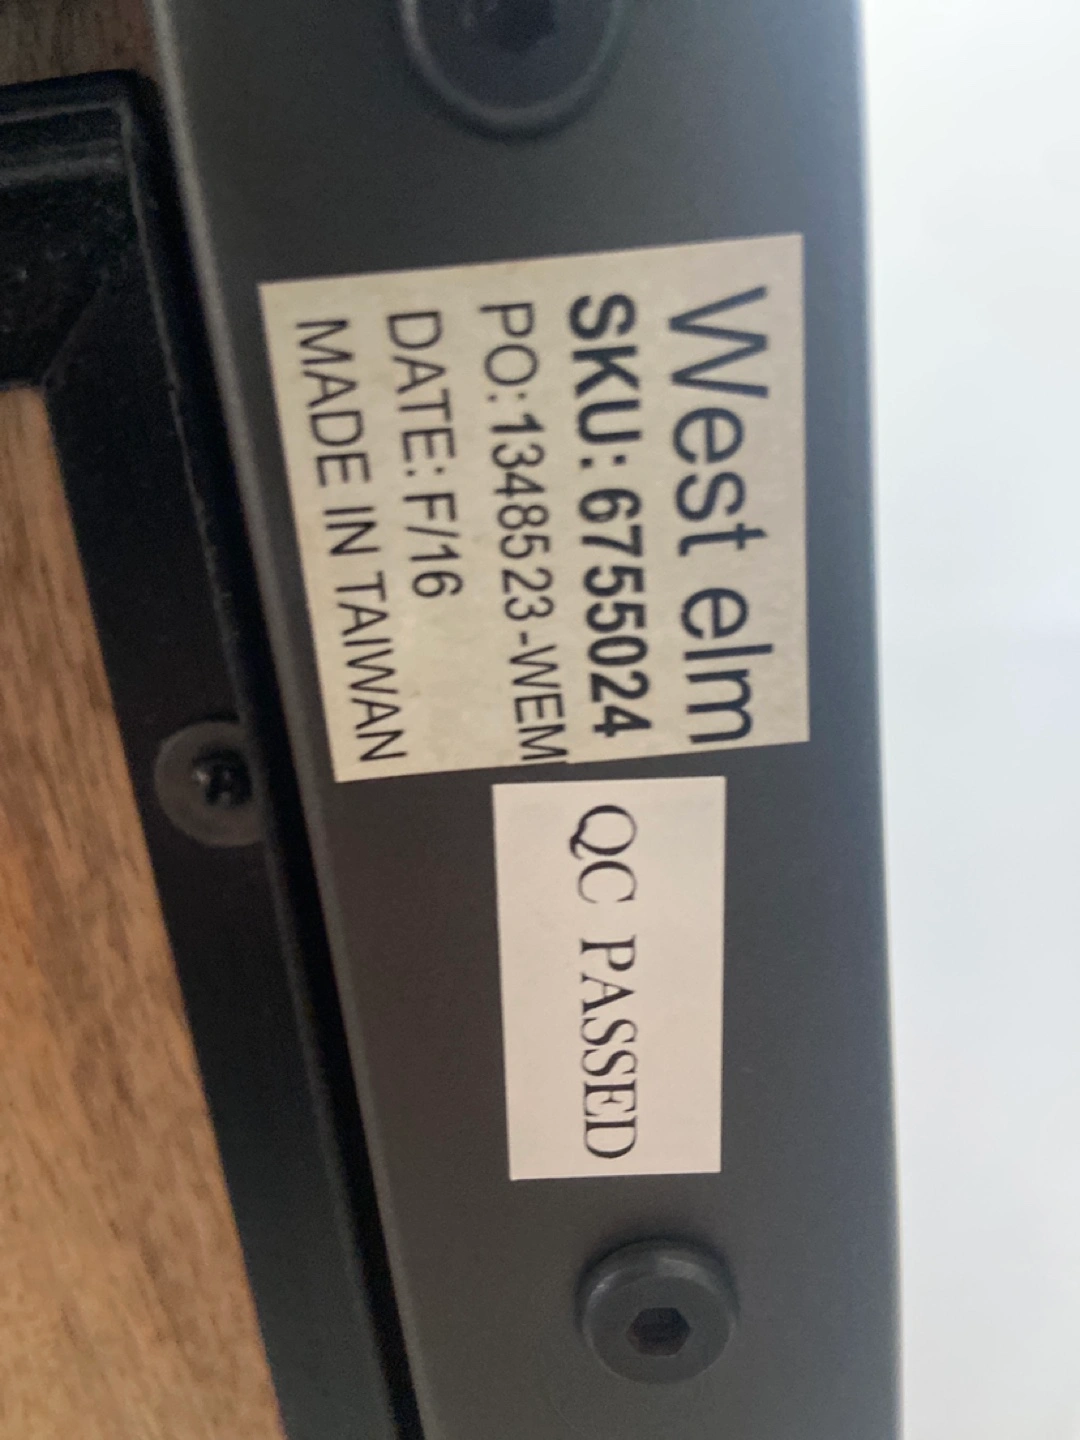 West elm
SKU: 6755024
PO:1348523-WEM
DATE: F/16
MADE IN TAIWAN
QC PASSED